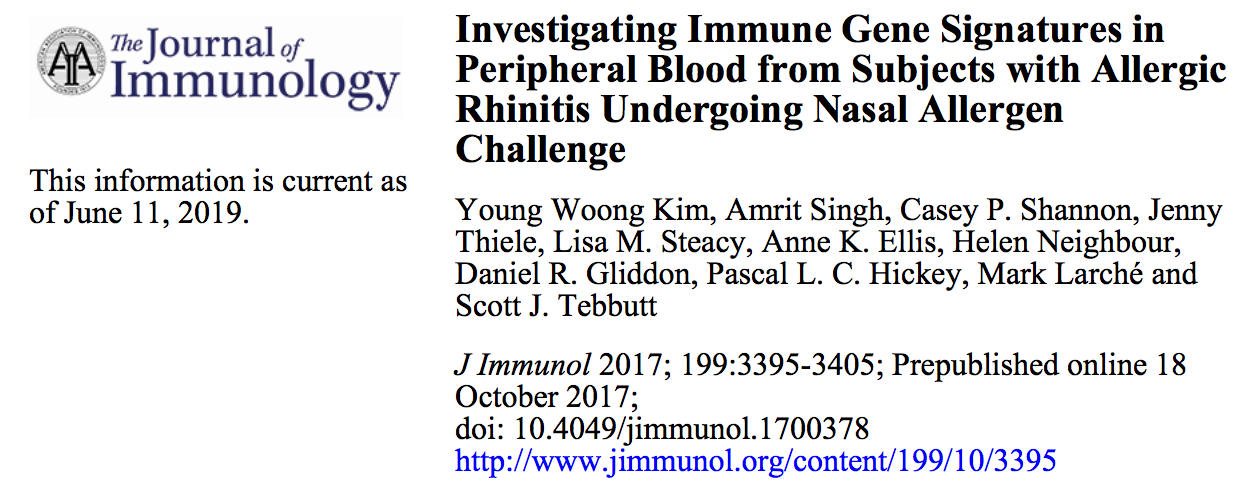 The Journal of
Immunology
This information is current as
of June 11, 2019.
Investigating Immune Gene Signatures in
Peripheral Blood from Subjects with Allergic
Rhinitis Undergoing Nasal Allergen
Challenge
Young Woong Kim, Amrit Singh, Casey P. Shannon, Jenny
Thiele, Lisa M. Steacy, Anne K. Ellis, Helen Neighbour,
Daniel R. Gliddon, Pascal L. C. Hickey, Mark Larché and
Scott J. Tebbutt
J Immunol 2017; 199:3395-3405; Prepublished online 18
October 2017;
doi: 10.4049/jimmunol.1700378
http://www.jimmunol.org/content/199/10/3395